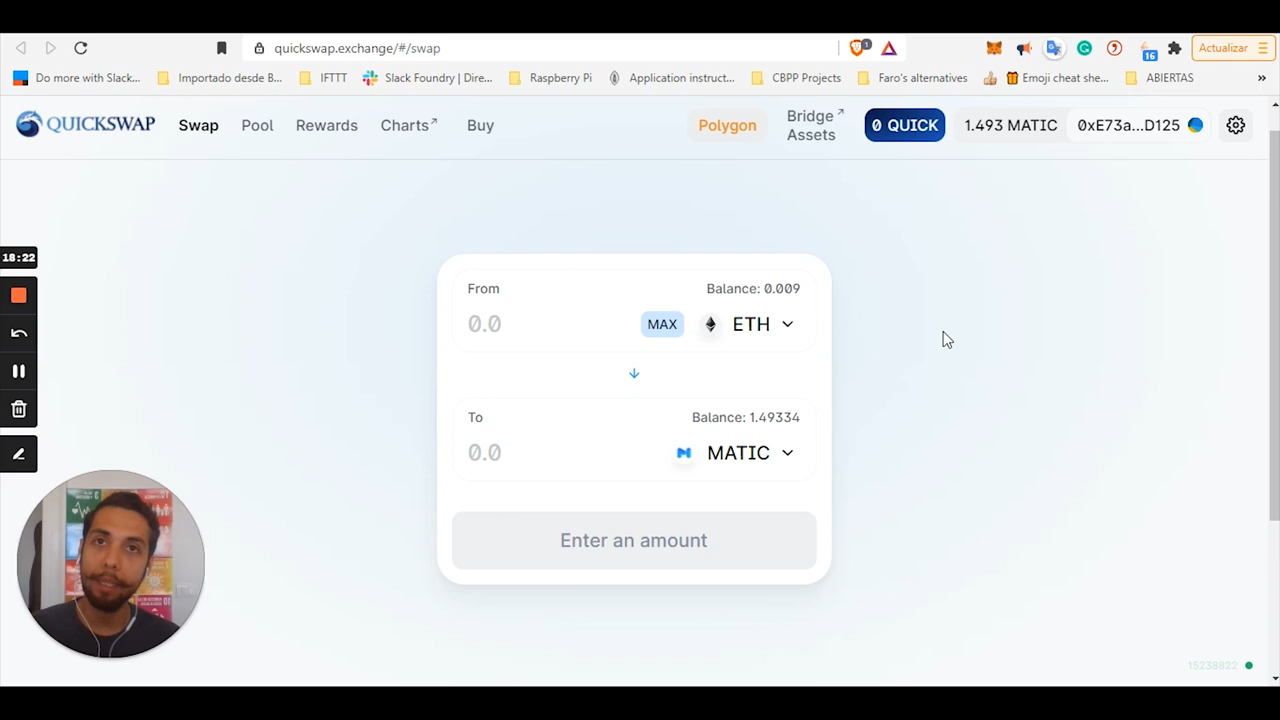 quickswap.exchange/#/swap
1
16
Actualizar
Do more with Slack...
Importado desde B...
IFTTT
Slack Foundry | Dire...
Raspberry Pi
Application instruct...
CBPP Projects
Faro's alternatives
Emoji cheat she...
ABIERTAS
»
QUICKSWAP
Swap
Pool
Rewards
Charts↗
Buy
Polygon
Bridge↗
Assets
0 QUICK
1.493 MATIC
0xE73a...D125
18:22
From
Balance: 0.009
0.0
MAX
ETH
To
Balance: 1.49334
0.0
MATIC
Enter an amount
15238822